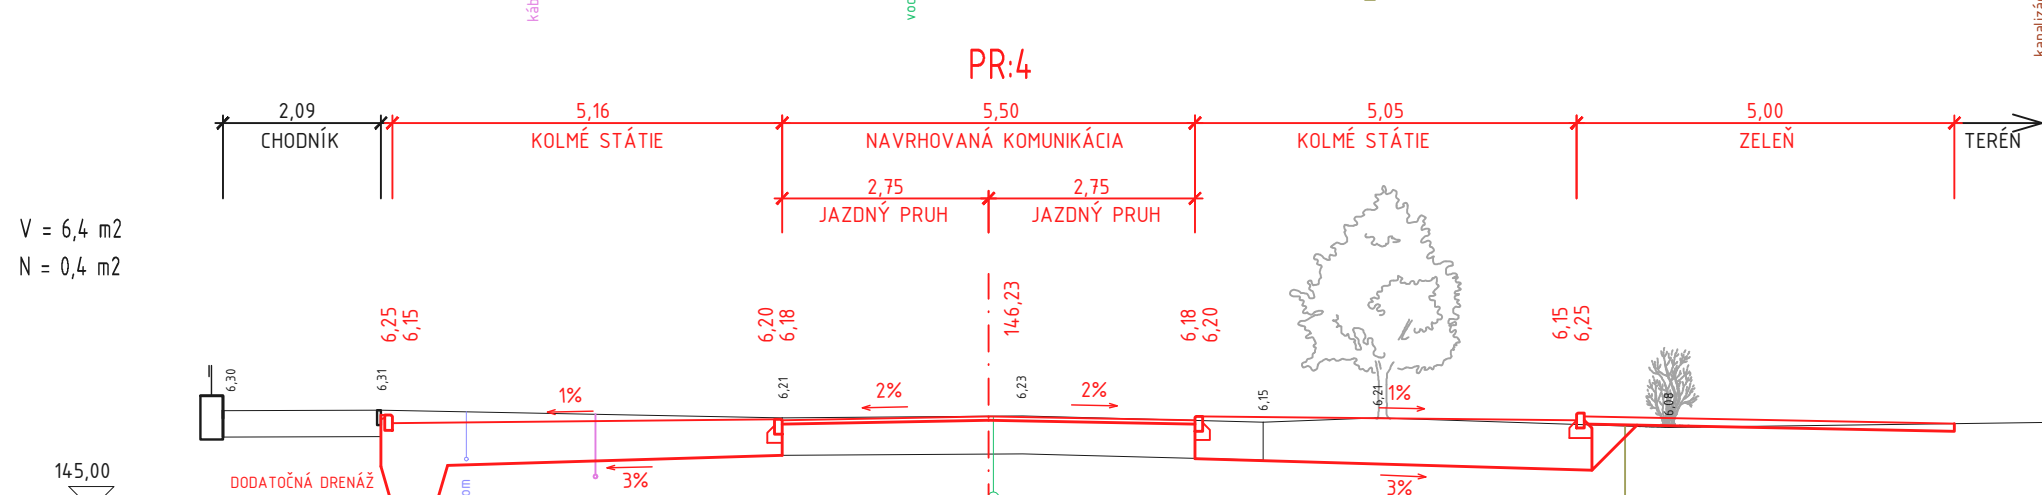 PR:4
2,09 5,16 5,50 5,05 5,00
CHODNÍK KOLMÉ STÁTIE NAVRHOVANÁ KOMUNIKÁCIA KOLMÉ STÁTIE ZELEŇ TERÉN
2,75 2,75
JAZDNÝ PRUH JAZDNÝ PRUH
V = 6,4 m2
N = 0,4 m2
6,25
6,15
6,20
6,18
146,23
6,18
6,20
6,15
6,25
6,30
6,31
6,21
6,23
6,15
6,21
6,08
1% 2% 2% 1%
145,00
DODATOČNÁ DRENÁŽ
3% 3%